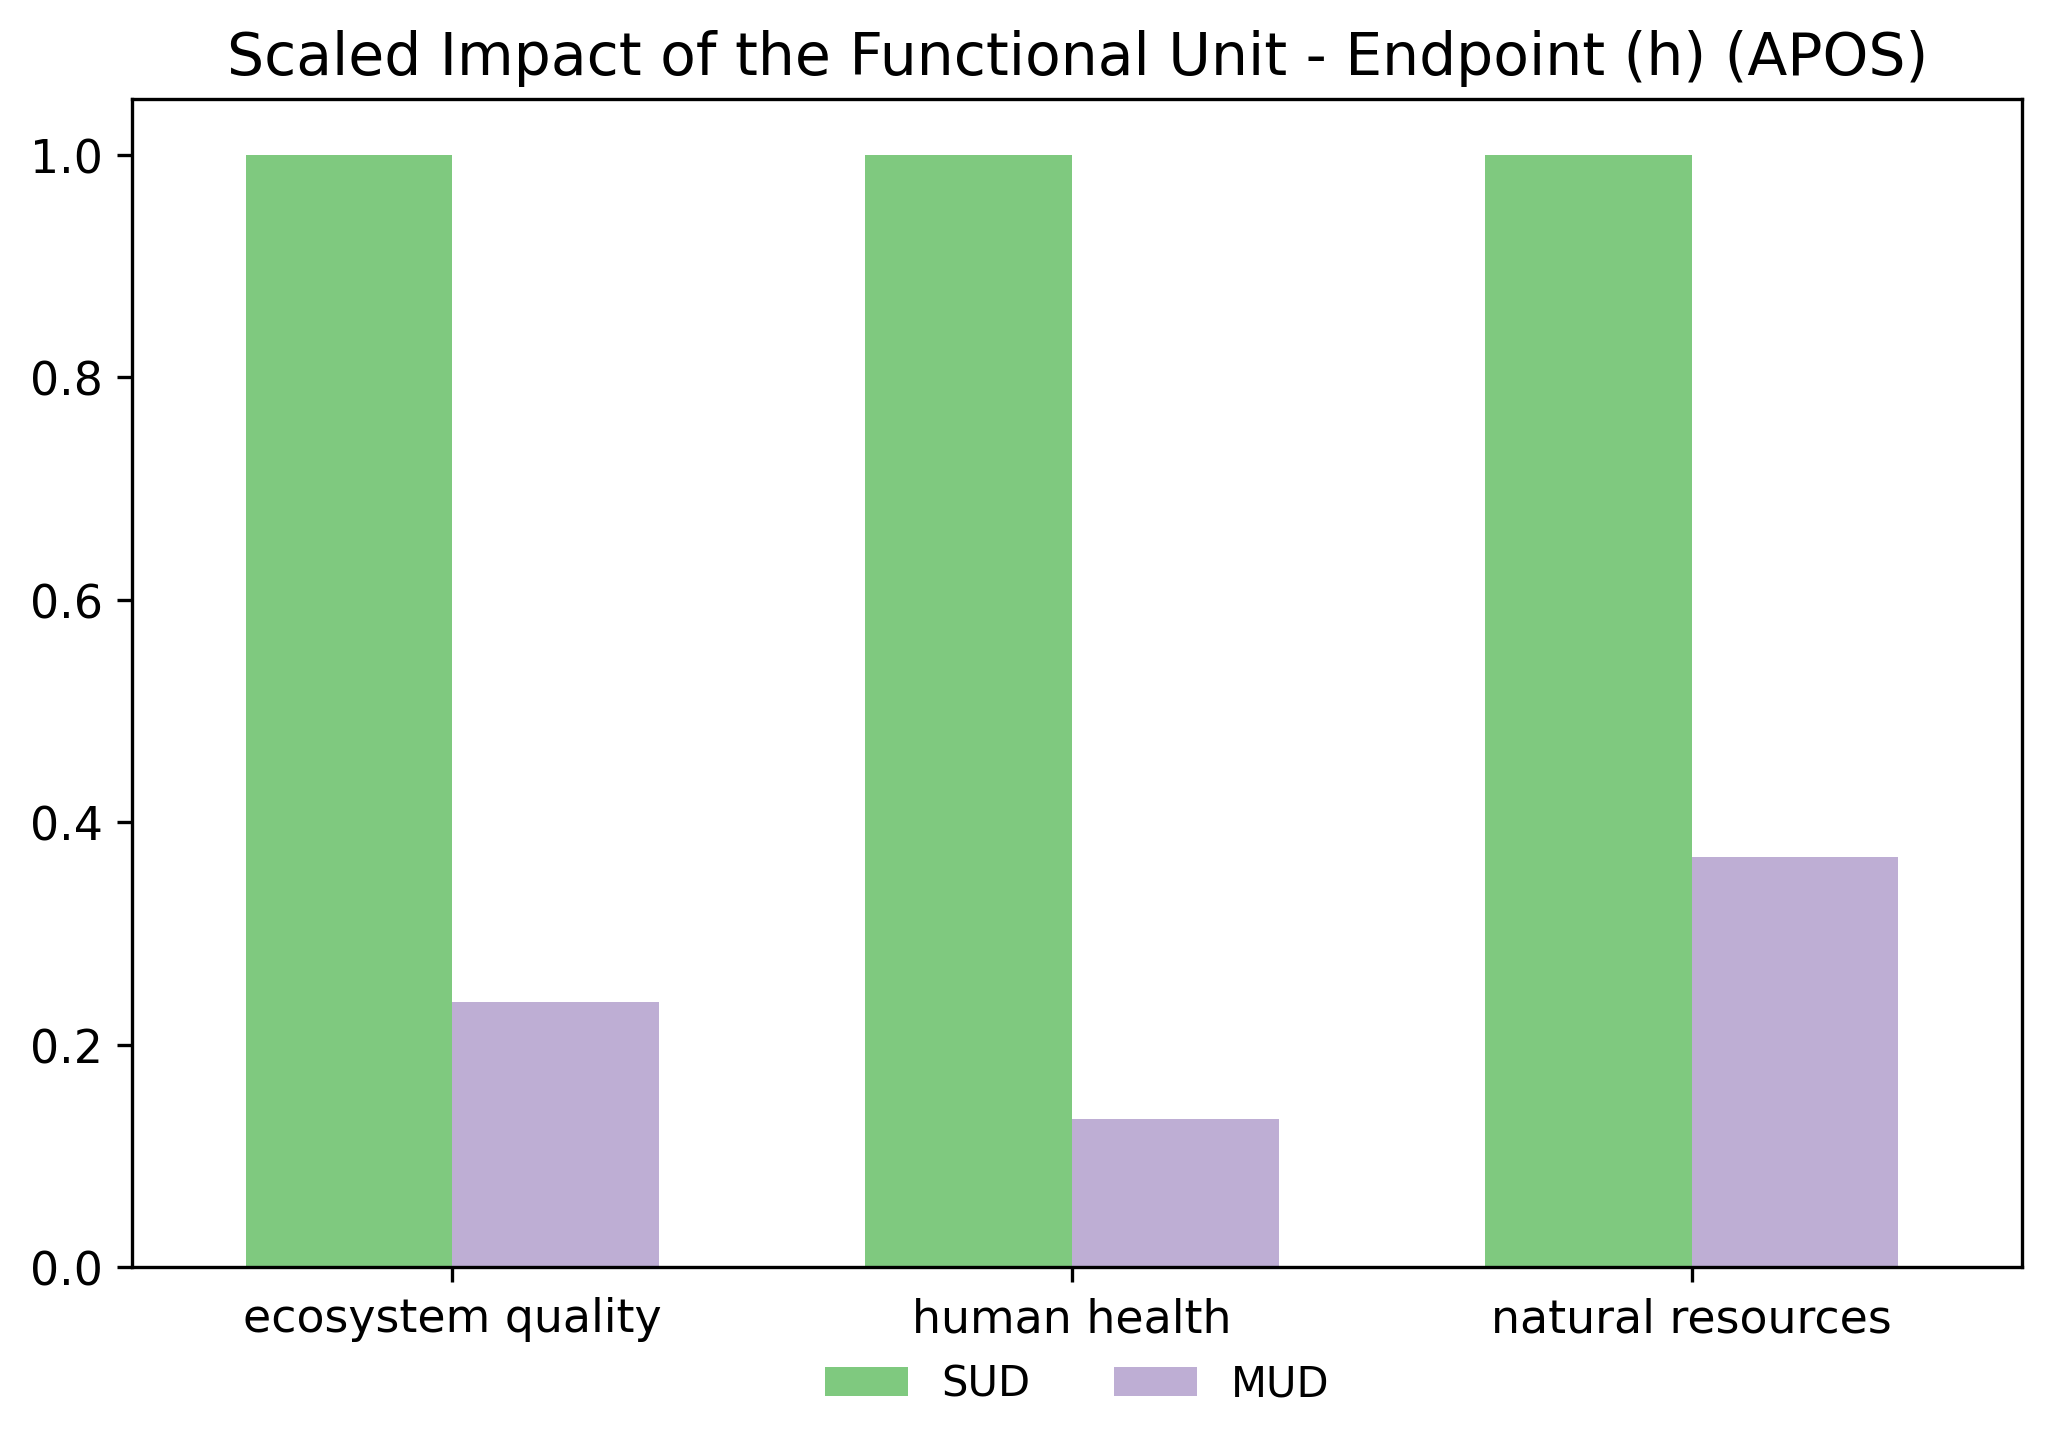 Scaled Impact of the Functional Unit - Endpoint (h) (APOS)
1.0
0.8
0.6
0.4
0.2
0.0
ecosystem quality human health natural resources
SUD MUD